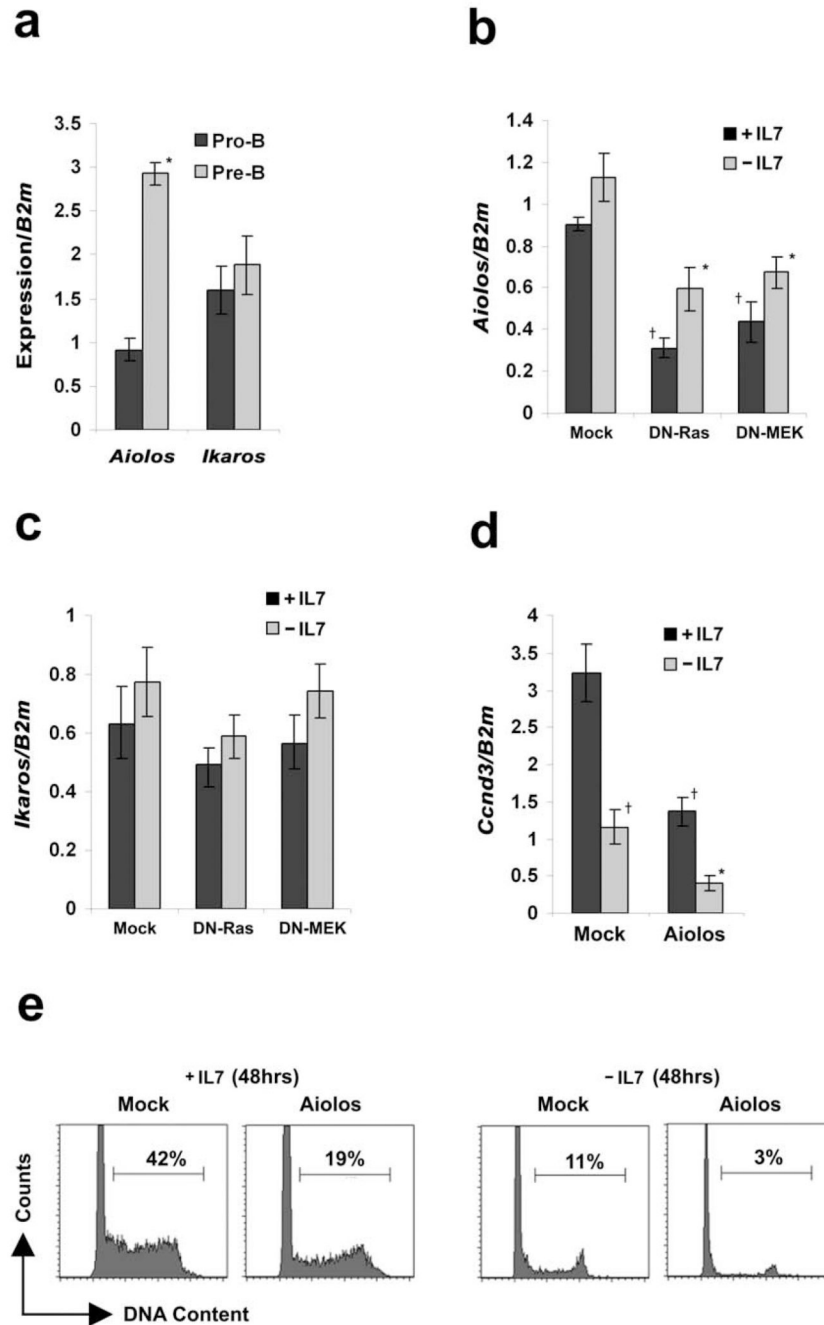 a
Expression/B2m
3.5
3
2.5
2
1.5
1
0.5
0
Pro-B
Pre-B
*
Aiolos Ikaros
b
Aiolos/B2m
1.4
1.2
1
0.8
0.6
0.4
0.2
0
+ IL7
− IL7
†
*
†
*
Mock DN-Ras DN-MEK
c
Ikaros/B2m
1
0.8
0.6
0.4
0.2
0
+ IL7
− IL7
Mock DN-Ras DN-MEK
d
Ccnd3/B2m
4
3.5
3
2.5
2
1.5
1
0.5
0
+ IL7
− IL7
†
†
*
Mock Aiolos
e
+ IL7 (48hrs)
Mock Aiolos
42%
19%
− IL7 (48hrs)
Mock Aiolos
11%
3%
Counts
DNA Content